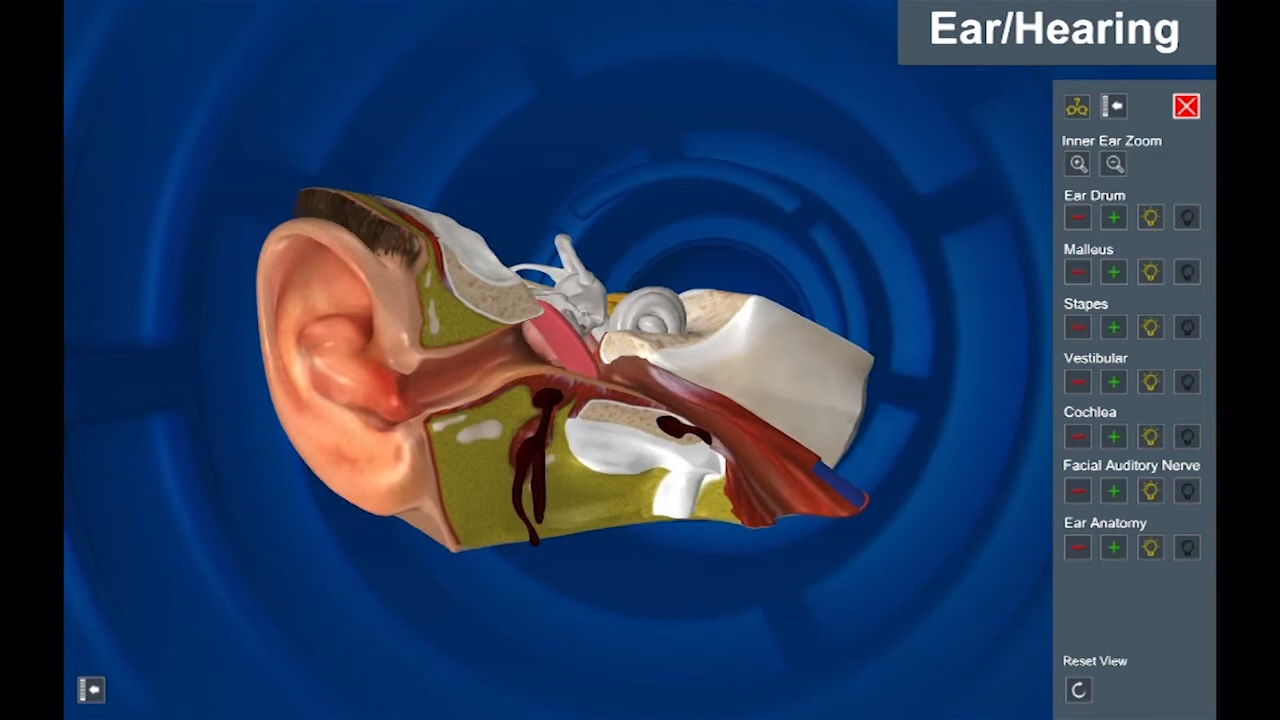 Ear/Hearing
Inner Ear Zoom
Ear Drum
Malleus
Stapes
Vestibular
Cochlea
Facial Auditory Nerve
Ear Anatomy
Reset View